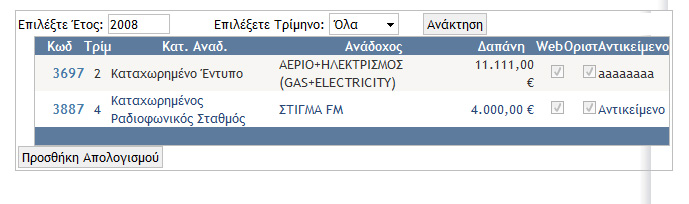 Επιλέξτε Έτος: 2008 Επιλέξετε Τρίμηνο: Όλα Ανάκτηση
Κωδ Τρίμ Κατ. Αναδ. Ανάδοχος Δαπάνη Web Οριστ Αντικείμενο
3697 2 Καταχωρημένο Έντυπο ΑΕΡΙΟ+ΗΛΕΚΤΡΙΣΜΟΣ (GAS+ELECTRICITY) 11.111,00 € aaaaaaaa
3887 4 Καταχωρημένος Ραδιοφωνικός Σταθμός ΣΤΙΓΜΑ FM 4.000,00 € Αντικείμενο
Προσθήκη Απολογισμού